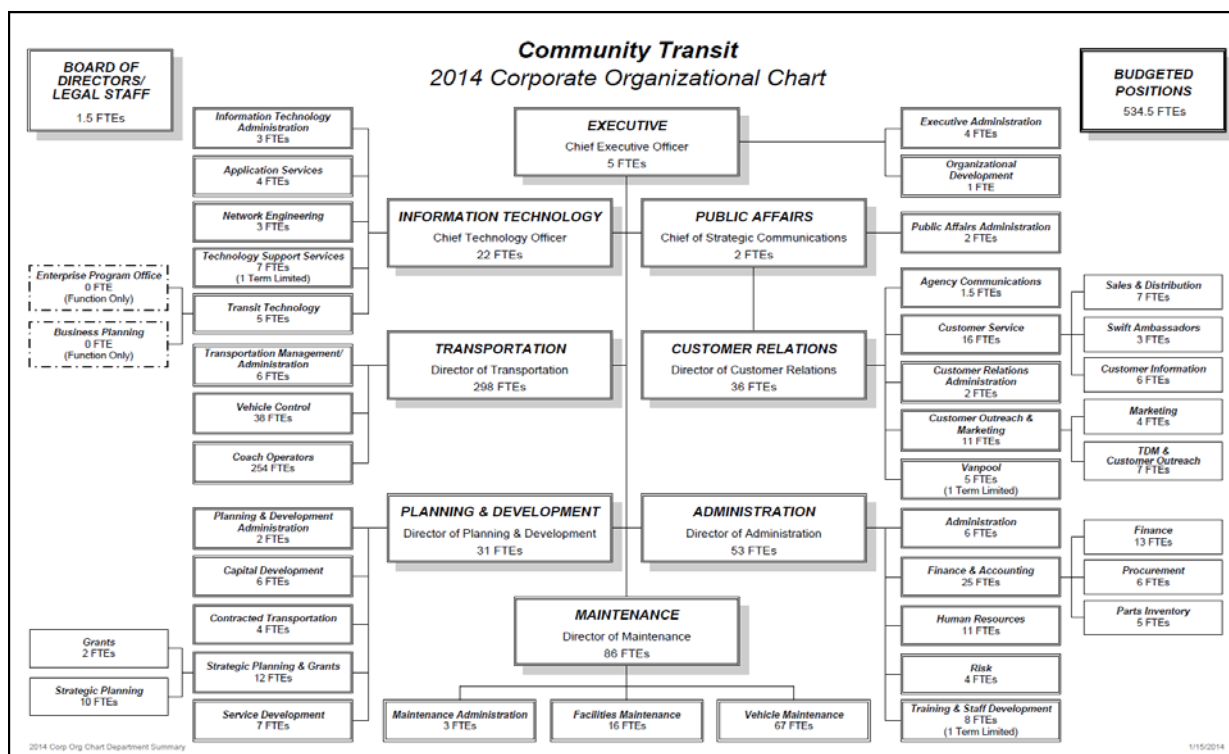 Community Transit
2014 Corporate Organizational Chart
BOARD OF
DIRECTORS/
LEGAL STAFF
1.5 FTEs
BUDGETED
POSITIONS
534.5 FTEs
EXECUTIVE
Chief Executive Officer
5 FTEs
Executive Administration
4 FTEs
Organizational
Development
1 FTE
Information Technology
Administration
3 FTEs
Application Services
4 FTEs
Network Engineering
3 FTEs
Technology Support Services
7 FTEs
(1 Term Limited)
Transit Technology
5 FTEs
Enterprise Program Office
0 FTE
(Function Only)
Business Planning
0 FTE
(Function Only)
INFORMATION TECHNOLOGY
Chief Technology Officer
22 FTEs
PUBLIC AFFAIRS
Chief of Strategic Communications
2 FTEs
Public Affairs Administration
2 FTEs
Transportation Management/
Administration
6 FTEs
Vehicle Control
38 FTEs
Coach Operators
254 FTEs
TRANSPORTATION
Director of Transportation
298 FTEs
CUSTOMER RELATIONS
Director of Customer Relations
36 FTEs
Agency Communications
1.5 FTEs
Customer Service
16 FTEs
Customer Relations
Administration
2 FTEs
Customer Outreach &
Marketing
11 FTEs
Vanpool
5 FTEs
(1 Term Limited)
Sales & Distribution
7 FTEs
Swift Ambassadors
3 FTEs
Customer Information
6 FTEs
Marketing
4 FTEs
TDM &
Customer Outreach
7 FTEs
Planning & Development
Administration
2 FTEs
Capital Development
6 FTEs
Contracted Transportation
4 FTEs
Strategic Planning & Grants
12 FTEs
Service Development
7 FTEs
Grants
2 FTEs
Strategic Planning
10 FTEs
PLANNING & DEVELOPMENT
Director of Planning & Development
31 FTEs
ADMINISTRATION
Director of Administration
53 FTEs
Administration
6 FTEs
Finance & Accounting
25 FTEs
Human Resources
11 FTEs
Risk
4 FTEs
Training & Staff Development
8 FTEs
(1 Term Limited)
Finance
13 FTEs
Procurement
6 FTEs
Parts Inventory
5 FTEs
MAINTENANCE
Director of Maintenance
86 FTEs
Maintenance Administration
3 FTEs
Facilities Maintenance
16 FTEs
Vehicle Maintenance
67 FTEs
2014 Corp Org Chart Department Summary
1/15/2014